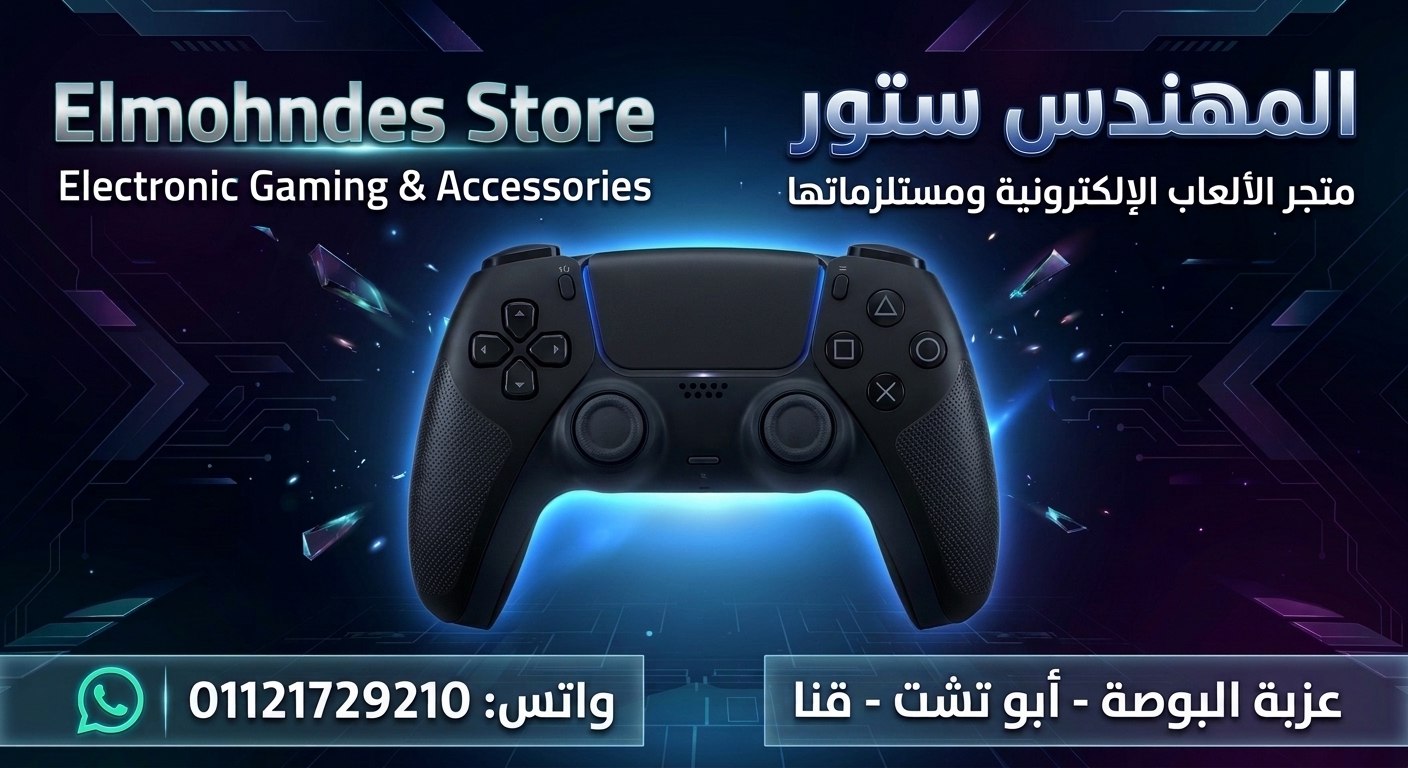 Elmohndes Store
Electronic Gaming & Accessories
المهندس ستور
متجر الألعاب الإلكترونية ومستلزماتها
واتس: 01121729210
عزبة البوصة - أبو تشت - قنا